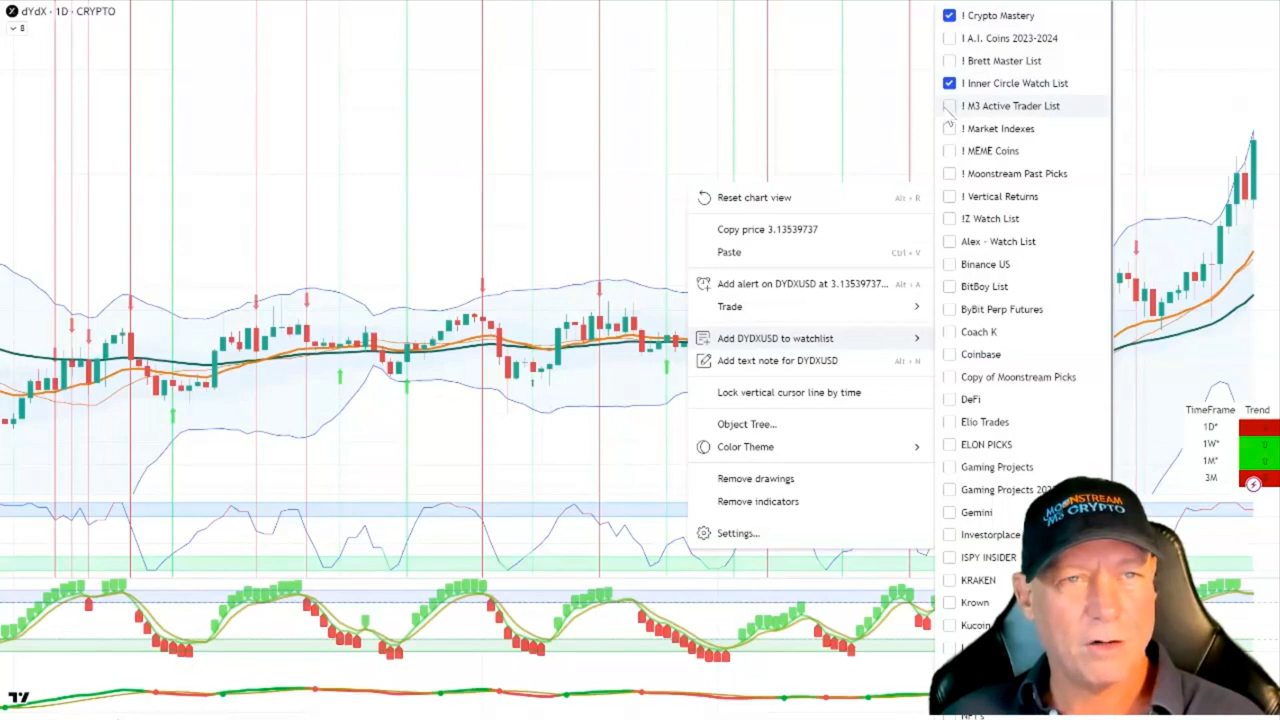 dYdX · 1D · CRYPTO
8
Reset chart view Alt + R
Copy price 3.13539737
Paste Ctrl + V
Add alert on DYDXUSD at 3.13539737... Alt + A
Trade
Add DYDXUSD to watchlist
Add text note for DYDXUSD Alt + N
Lock vertical cursor line by time
Object Tree...
Color Theme
Remove drawings
Remove indicators
Settings...
! Crypto Mastery
! A.I. Coins 2023-2024
! Brett Master List
! Inner Circle Watch List
! M3 Active Trader List
! Market Indexes
! MEME Coins
! Moonstream Past Picks
! Vertical Returns
!Z Watch List
Alex - Watch List
Binance US
BitBoy List
ByBit Perp Futures
Coach K
Coinbase
Copy of Moonstream Picks
DeFi
Elio Trades
ELON PICKS
Gaming Projects
Gaming Projects
Gemini
Investorplace
ISPY INSIDER
KRAKEN
Krown
Kucoin
NFT's
TimeFrame Trend
1D*
1W*
1M*
3M
MOONSTREAM
CRYPTO